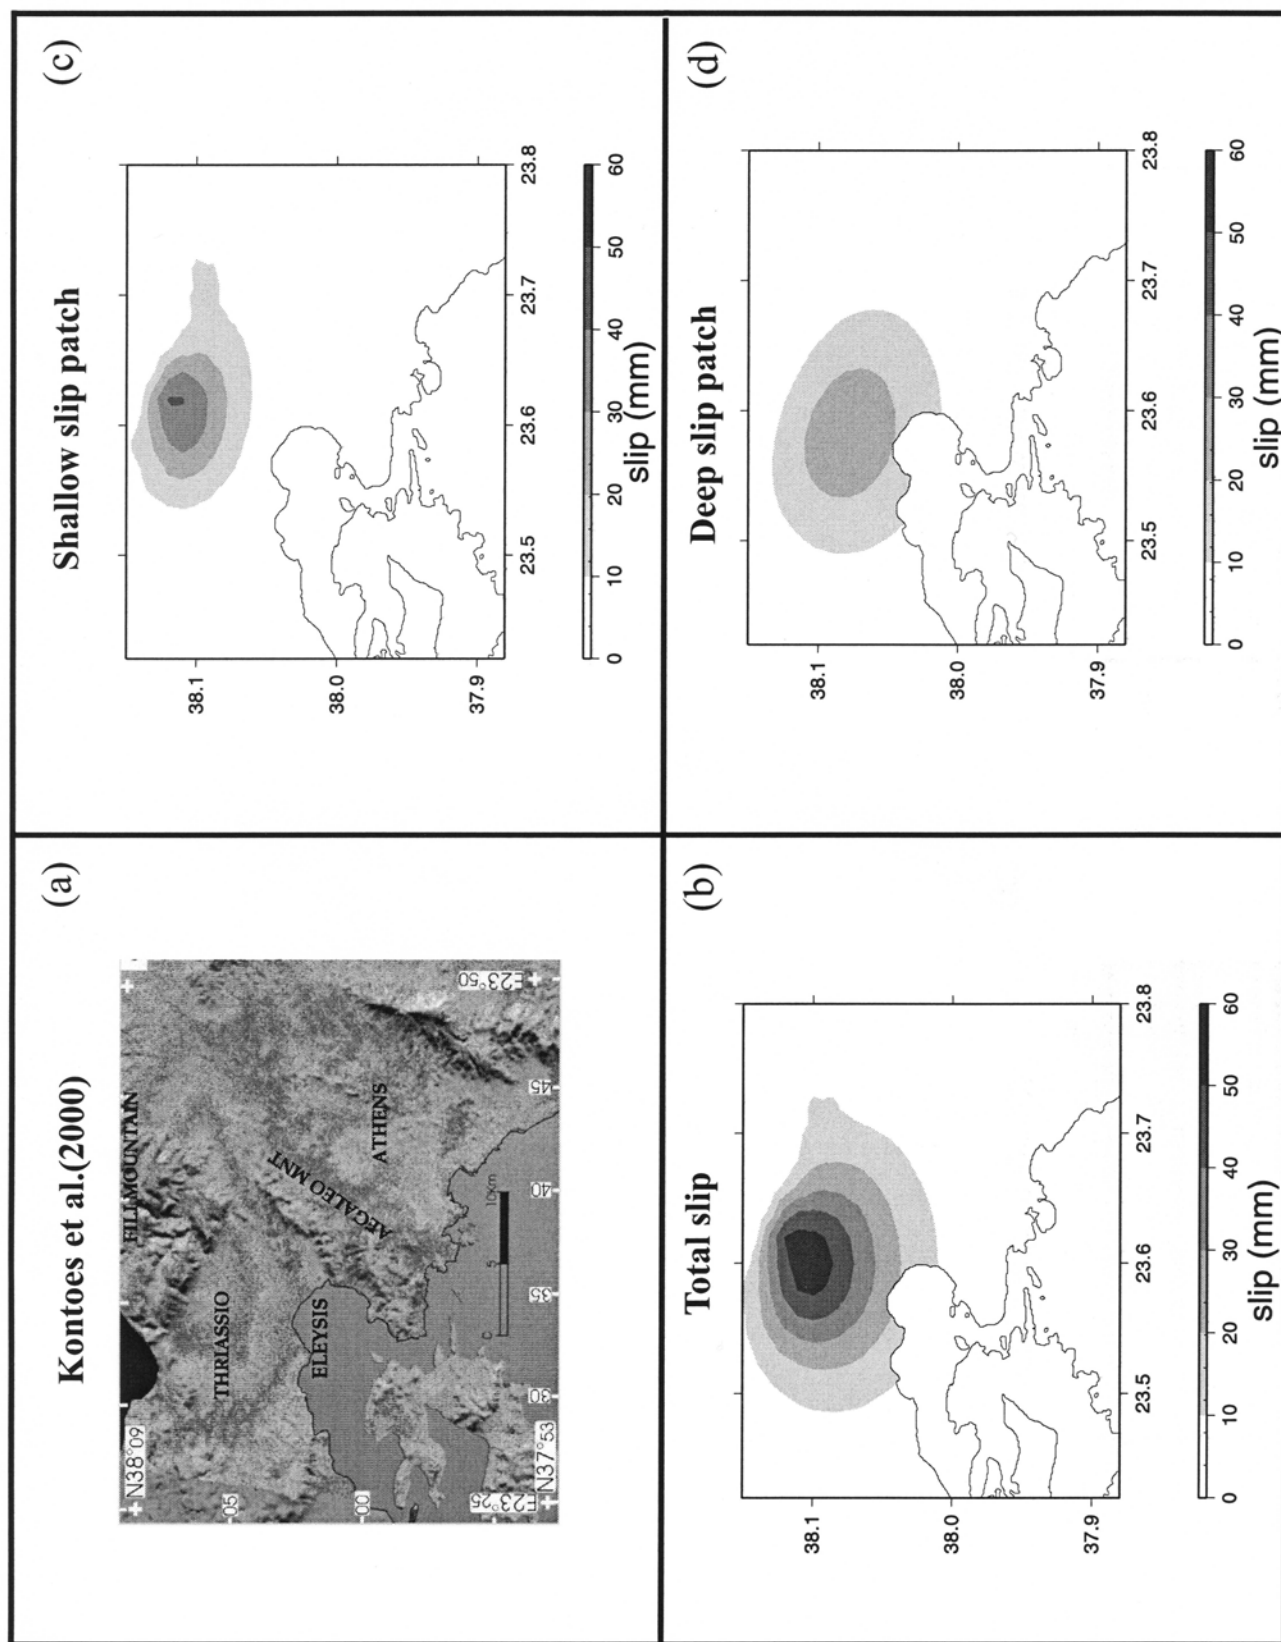 Kontoes et al.(2000)
(a)
N38°09
FILI MOUNTAIN
05
THRIASSIO
AEGALEO MNT
ELEYSIS
ATHENS
00
0 5 10Km
N37°53
E23°25
30 35 40 45
E23°50
Shallow slip patch
(c)
38.1
38.0
37.9
23.5 23.6 23.7 23.8
0 10 20 30 40 50 60
slip (mm)
Total slip
(b)
38.1
38.0
37.9
23.5 23.6 23.7 23.8
0 10 20 30 40 50 60
slip (mm)
Deep slip patch
(d)
38.1
38.0
37.9
23.5 23.6 23.7 23.8
0 10 20 30 40 50 60
slip (mm)